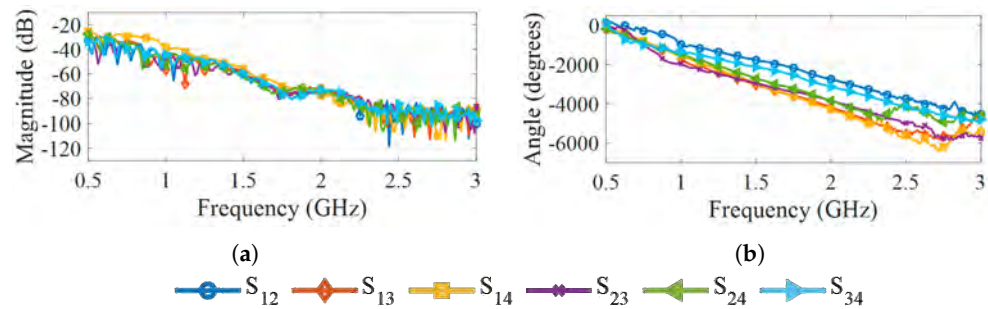 Magnitude (dB)
-20
-40
-60
-80
-100
-120
0.5 1 1.5 2 2.5 3
Frequency (GHz)
(a)
Angle (degrees)
0
-2000
-4000
-6000
0.5 1 1.5 2 2.5 3
Frequency (GHz)
(b)
S12 S13 S14 S23 S24 S34